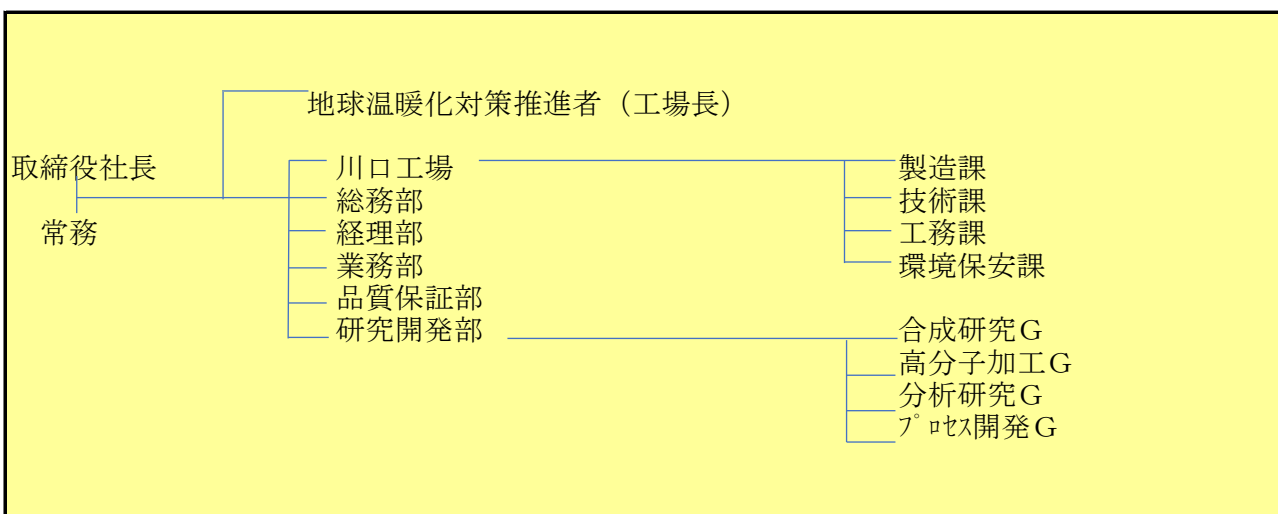 地球温暖化対策推進者（工場長）
取締役社長 川口工場 製造課
総務部 技術課
常務 経理部 工務課
業務部 環境保安課
品質保証部
研究開発部 合成研究G
高分子加工G
分析研究G
ﾌﾟﾛｾｽ開発G